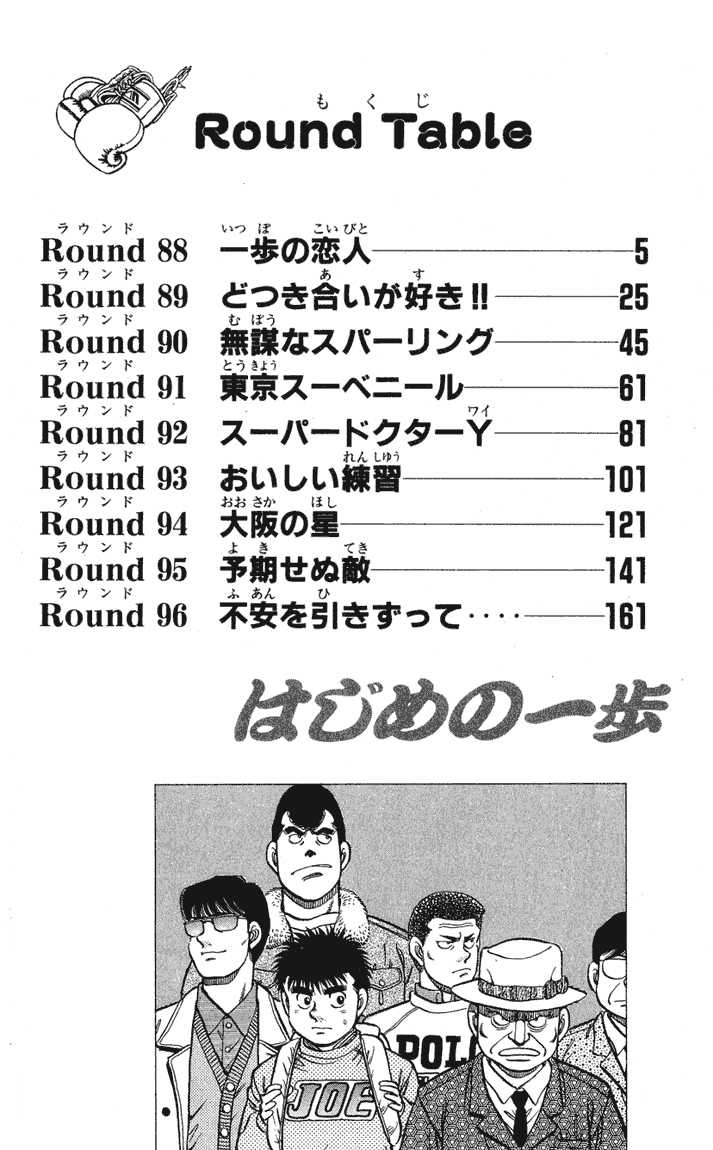 もくじ
Round Table
ラウンド いっぽ こいびと
Round 88 一歩の恋人 5
ラウンド あ す
Round 89 どつき合いが好き!! 25
ラウンド むぼう
Round 90 無謀なスパーリング 45
ラウンド とうきょう
Round 91 東京スーベニール 61
ラウンド ワイ
Round 92 スーパードクターY 81
ラウンド れんしゅう
Round 93 おいしい練習 101
ラウンド おおさか ほし
Round 94 大阪の星 121
ラウンド よき てき
Round 95 予期せぬ敵 141
ラウンド ふあん ひ
Round 96 不安を引きずって‥‥ 161
はじめの一歩
POLO
JOE